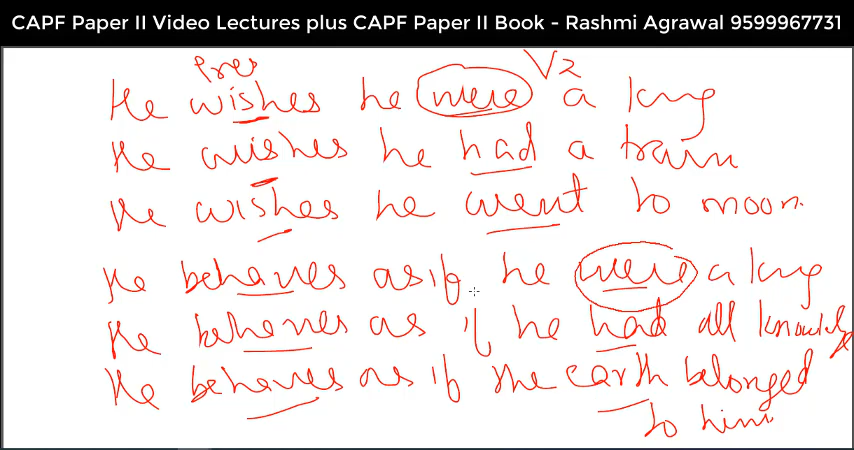 CAPF Paper II Video Lectures plus CAPF Paper II Book - Rashmi Agrawal 9599967731
Pres V2
He wishes he were a king
He wishes he had a train
He wishes he went to moon.
He behaves as if he were a king
He behaves as if he had all knowledge
He behaves as if the earth belonged
to him